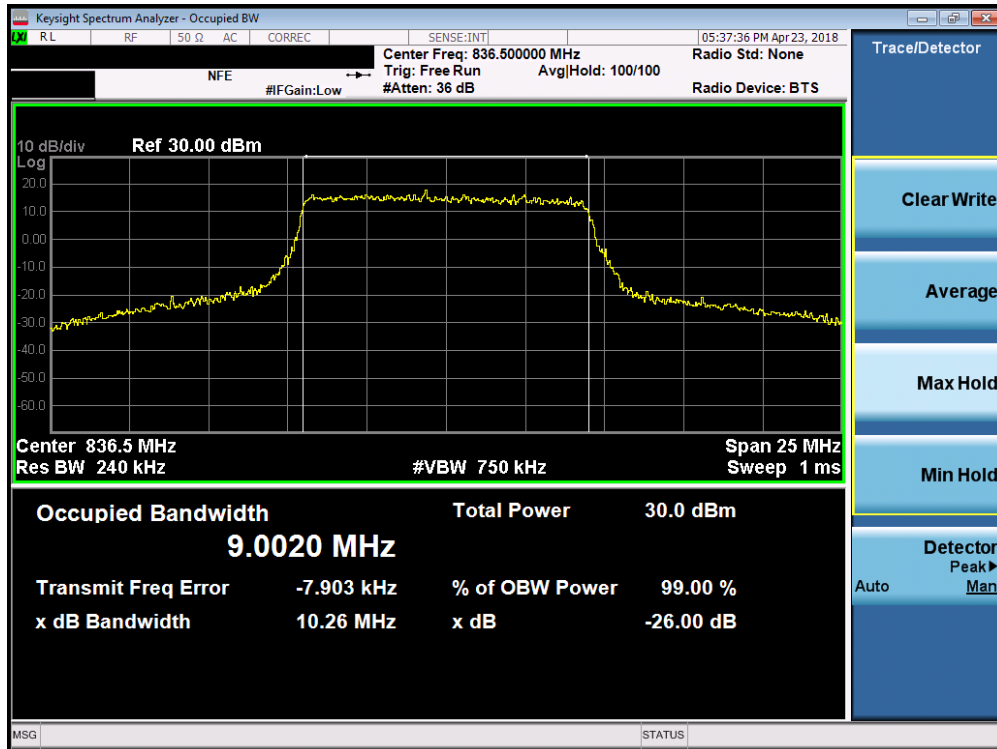 Keysight Spectrum Analyzer - Occupied BW
LXI RL RF 50 Ω AC CORREC SENSE:INT 05:37:36 PM Apr 23, 2018
Center Freq: 836.500000 MHz Radio Std: None
NFE Trig: Free Run Avg|Hold: 100/100
#IFGain:Low #Atten: 36 dB Radio Device: BTS
10 dB/div Ref 30.00 dBm
Log
20.0
10.0
0.00
-10.0
-20.0
-30.0
-40.0
-50.0
-60.0
Center 836.5 MHz Span 25 MHz
Res BW 240 kHz #VBW 750 kHz Sweep 1 ms
Occupied Bandwidth Total Power 30.0 dBm
9.0020 MHz
Transmit Freq Error -7.903 kHz % of OBW Power 99.00 %
x dB Bandwidth 10.26 MHz x dB -26.00 dB
MSG STATUS
Trace/Detector
Clear Write
Average
Max Hold
Min Hold
Detector
Peak▶
Auto Man